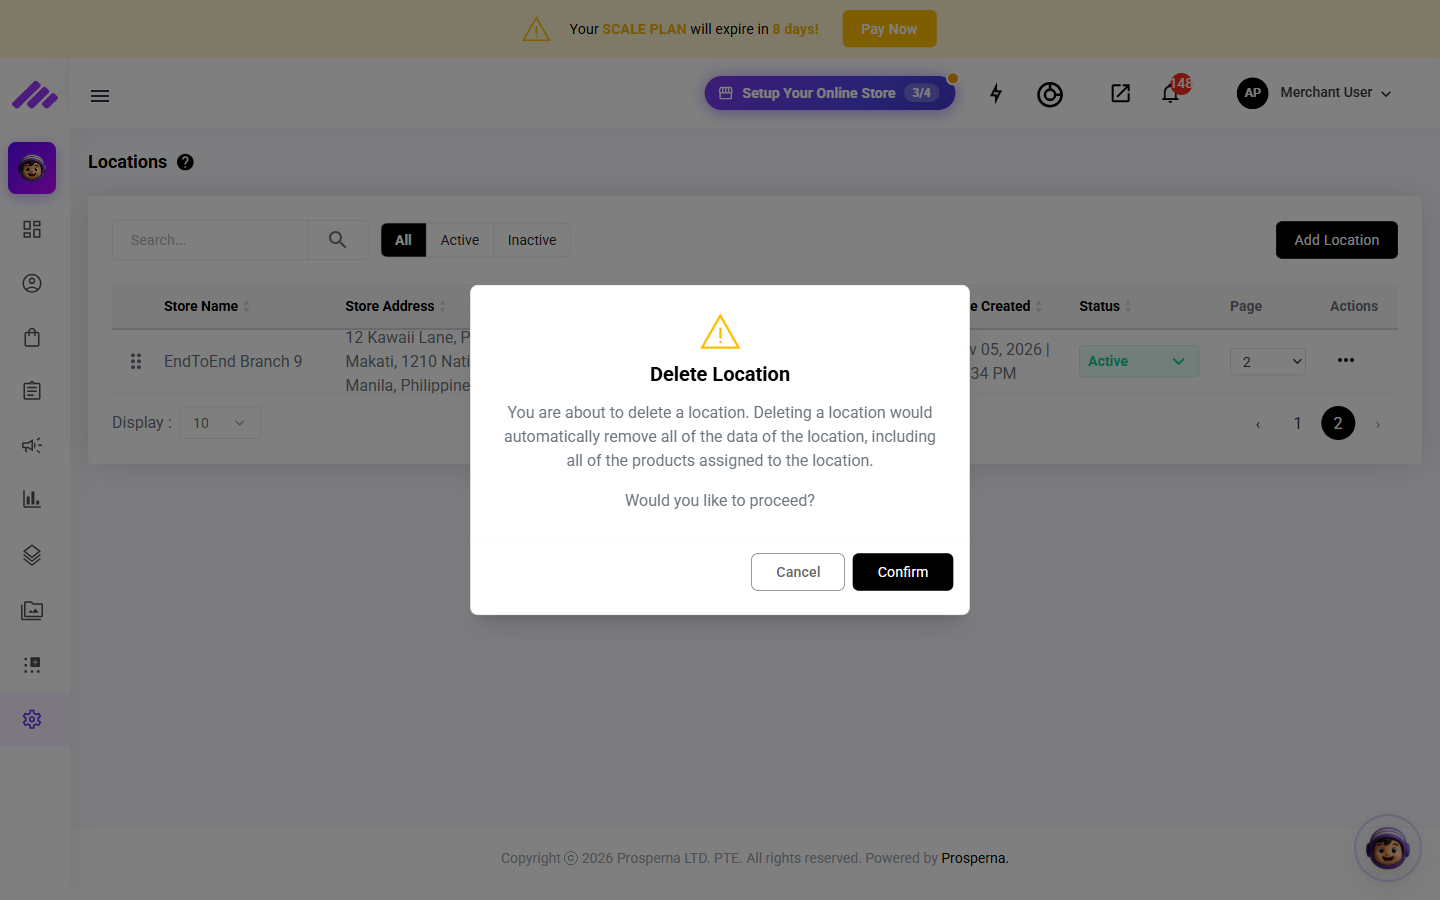 Your SCALE PLAN will expire in 8 days!
Pay Now
Setup Your Online Store 3/4
148
AP
Merchant User
Locations
Search...
All
Active
Inactive
Add Location
Store Name
Store Address
e Created
Status
Page
Actions
EndToEnd Branch 9
12 Kawaii Lane, P
Makati, 1210 Nati
Manila, Philippine
v 05, 2026 |
34 PM
Active
2
Display :
10
1
2
Delete Location
You are about to delete a location. Deleting a location would
automatically remove all of the data of the location, including
all of the products assigned to the location.
Would you like to proceed?
Cancel
Confirm
Copyright © 2026 Prosperna LTD. PTE. All rights reserved. Powered by Prosperna.